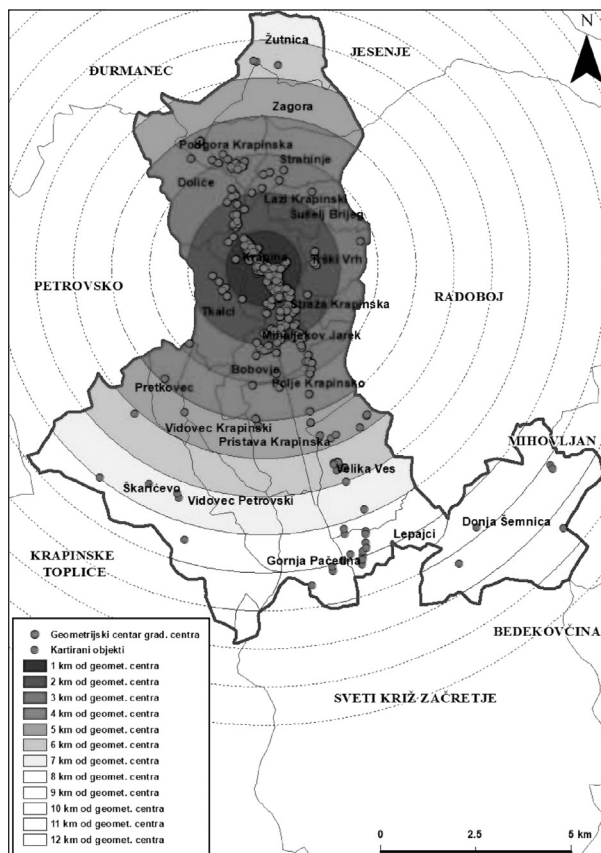 N
Žutnica
JESENJE
ĐURMANEC
Zagora
Podgora Krapinska
Strahinje
Doliće
Lazi Krapinski
Šušelj Brijeg
Krapina
Trški Vrh
PETROVSKO
RADOBOJ
Straža Krapinska
Tkalci
Mihaljekov Jarek
Bobovje
Polje Krapinsko
Pretkovec
Vidovec Krapinski
Pristava Krapinska
MIHOVLJAN
Velika Ves
Škarićevo
Vidovec Petrovski
Donja Šemnica
Lepajci
KRAPINSKE
TOPLICE
Gornja Pačetina
BEDEKOVČINA
SVETI KRIŽ ZAČRETJE
Geometrijski centar grad. centra
Kartirani objekti
1 km od geomet. centra
2 km od geomet. centra
3 km od geomet. centra
4 km od geomet. centra
5 km od geomet. centra
6 km od geomet. centra
7 km od geomet. centra
8 km od geomet. centra
9 km od geomet. centra
10 km od geomet. centra
11 km od geomet. centra
12 km od geomet. centra
0 2.5 5 km